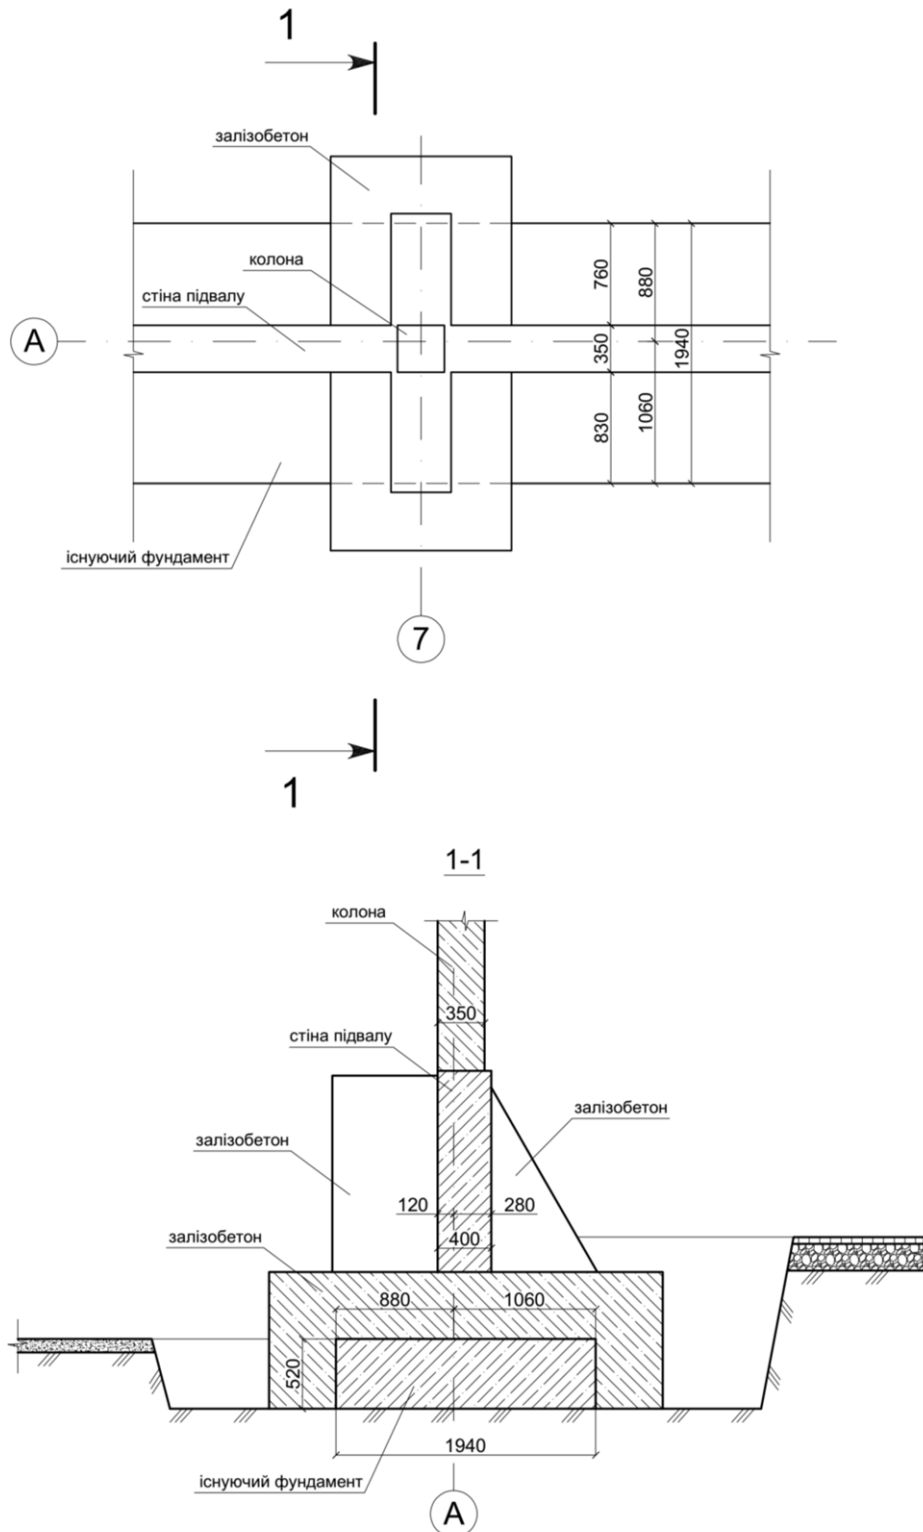 1
залізобетон
колона
стіна підвалу
А
760
880
350
1940
830
1060
існуючий фундамент
7
1
1-1
колона
350
стіна підвалу
залізобетон
залізобетон
120
280
залізобетон
400
880
1060
520
1940
існуючий фундамент
А